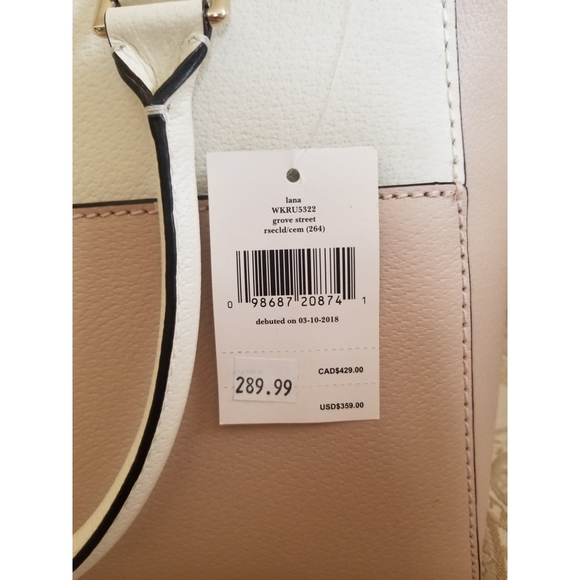 lana
WKRU5322
grove street
rsecld/cem (264)
0 98687 20874 1
debuted on 03-10-2018
CAD$429.00
289.99
USD$359.00